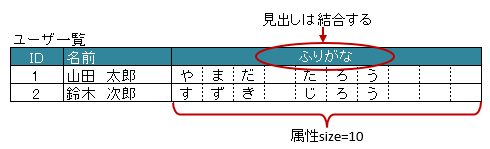 見出しは結合する
ユーザ一覧
ID 名前 ふりがな
1 山田 太郎 や ま だ た ろ う
2 鈴木 次郎 す ず き じ ろ う
属性size=10